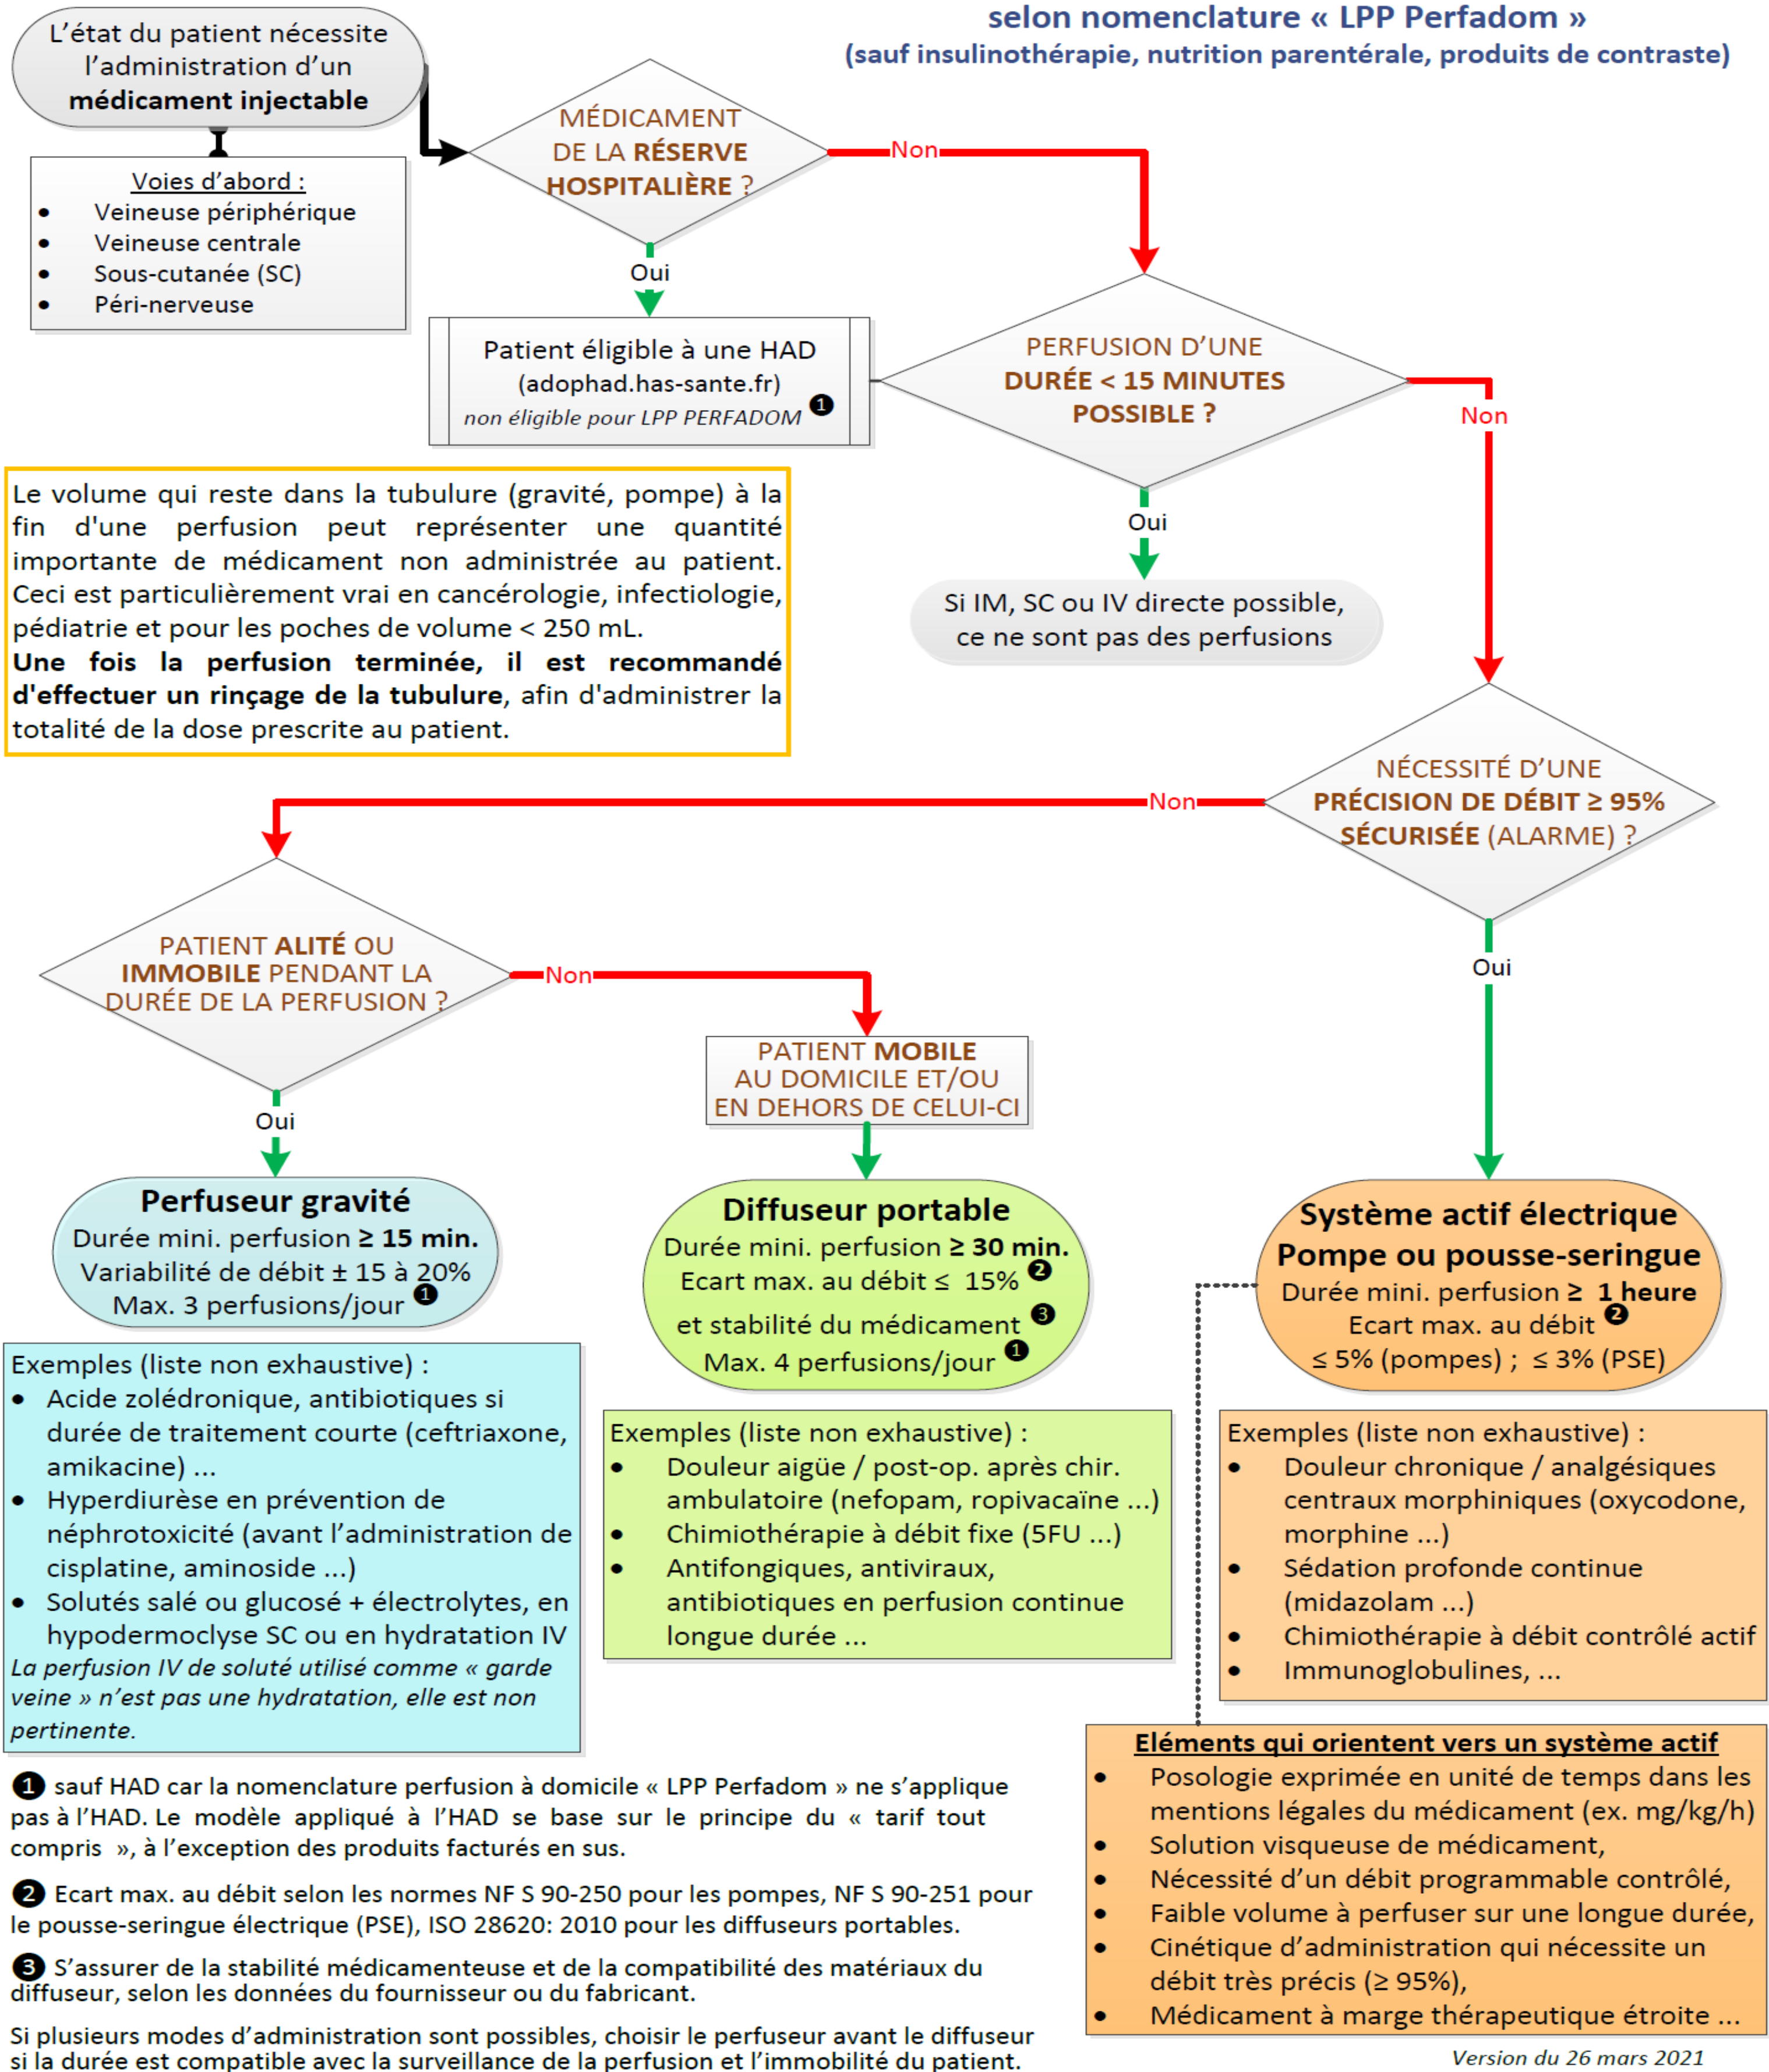 selon nomenclature « LPP Perfadom »
(sauf insulinothérapie, nutrition parentérale, produits de contraste)
L’état du patient nécessite
l’administration d’un
médicament injectable
Voies d’abord :
• Veineuse périphérique
• Veineuse centrale
• Sous-cutanée (SC)
• Péri-nerveuse
MÉDICAMENT
DE LA RÉSERVE
HOSPITALIÈRE ?
Non
Oui
Patient éligible à une HAD
(adophad.has-sante.fr)
non éligible pour LPP PERFADOM ❶
PERFUSION D’UNE
DURÉE < 15 MINUTES
POSSIBLE ?
Non
Oui
Si IM, SC ou IV directe possible,
ce ne sont pas des perfusions
Le volume qui reste dans la tubulure (gravité, pompe) à la
fin d'une perfusion peut représenter une quantité
importante de médicament non administrée au patient.
Ceci est particulièrement vrai en cancérologie, infectiologie,
pédiatrie et pour les poches de volume < 250 mL.
Une fois la perfusion terminée, il est recommandé
d'effectuer un rinçage de la tubulure, afin d'administrer la
totalité de la dose prescrite au patient.
NÉCESSITÉ D’UNE
PRÉCISION DE DÉBIT ≥ 95%
SÉCURISÉE (ALARME) ?
Non
Oui
PATIENT ALITÉ OU
IMMOBILE PENDANT LA
DURÉE DE LA PERFUSION ?
Non
Oui
PATIENT MOBILE
AU DOMICILE ET/OU
EN DEHORS DE CELUI-CI
Perfuseur gravité
Durée mini. perfusion ≥ 15 min.
Variabilité de débit ± 15 à 20%
Max. 3 perfusions/jour ❶
Exemples (liste non exhaustive) :
• Acide zolédronique, antibiotiques si
durée de traitement courte (ceftriaxone,
amikacine) ...
• Hyperdiurèse en prévention de
néphrotoxicité (avant l’administration de
cisplatine, aminoside ...)
• Solutés salé ou glucosé + électrolytes, en
hypodermoclyse SC ou en hydratation IV
La perfusion IV de soluté utilisé comme « garde
veine » n’est pas une hydratation, elle est non
pertinente.
Diffuseur portable
Durée mini. perfusion ≥ 30 min.
Ecart max. au débit ≤ 15% ❷
et stabilité du médicament ❸
Max. 4 perfusions/jour ❶
Exemples (liste non exhaustive) :
• Douleur aigüe / post-op. après chir.
ambulatoire (nefopam, ropivacaïne ...)
• Chimiothérapie à débit fixe (5FU ...)
• Antifongiques, antiviraux,
antibiotiques en perfusion continue
longue durée ...
Système actif électrique
Pompe ou pousse-seringue
Durée mini. perfusion ≥ 1 heure
Ecart max. au débit ❷
≤ 5% (pompes) ; ≤ 3% (PSE)
Exemples (liste non exhaustive) :
• Douleur chronique / analgésiques
centraux morphiniques (oxycodone,
morphine ...)
• Sédation profonde continue
(midazolam ...)
• Chimiothérapie à débit contrôlé actif
• Immunoglobulines, ...
Eléments qui orientent vers un système actif
• Posologie exprimée en unité de temps dans les
mentions légales du médicament (ex. mg/kg/h)
• Solution visqueuse de médicament,
• Nécessité d’un débit programmable contrôlé,
• Faible volume à perfuser sur une longue durée,
• Cinétique d’administration qui nécessite un
débit très précis (≥ 95%),
• Médicament à marge thérapeutique étroite ...
❶ sauf HAD car la nomenclature perfusion à domicile « LPP Perfadom » ne s’applique
pas à l’HAD. Le modèle appliqué à l’HAD se base sur le principe du « tarif tout
compris », à l’exception des produits facturés en sus.
❷ Ecart max. au débit selon les normes NF S 90-250 pour les pompes, NF S 90-251 pour
le pousse-seringue électrique (PSE), ISO 28620: 2010 pour les diffuseurs portables.
❸ S’assurer de la stabilité médicamenteuse et de la compatibilité des matériaux du
diffuseur, selon les données du fournisseur ou du fabricant.
Si plusieurs modes d’administration sont possibles, choisir le perfuseur avant le diffuseur
si la durée est compatible avec la surveillance de la perfusion et l’immobilité du patient.
Version du 26 mars 2021